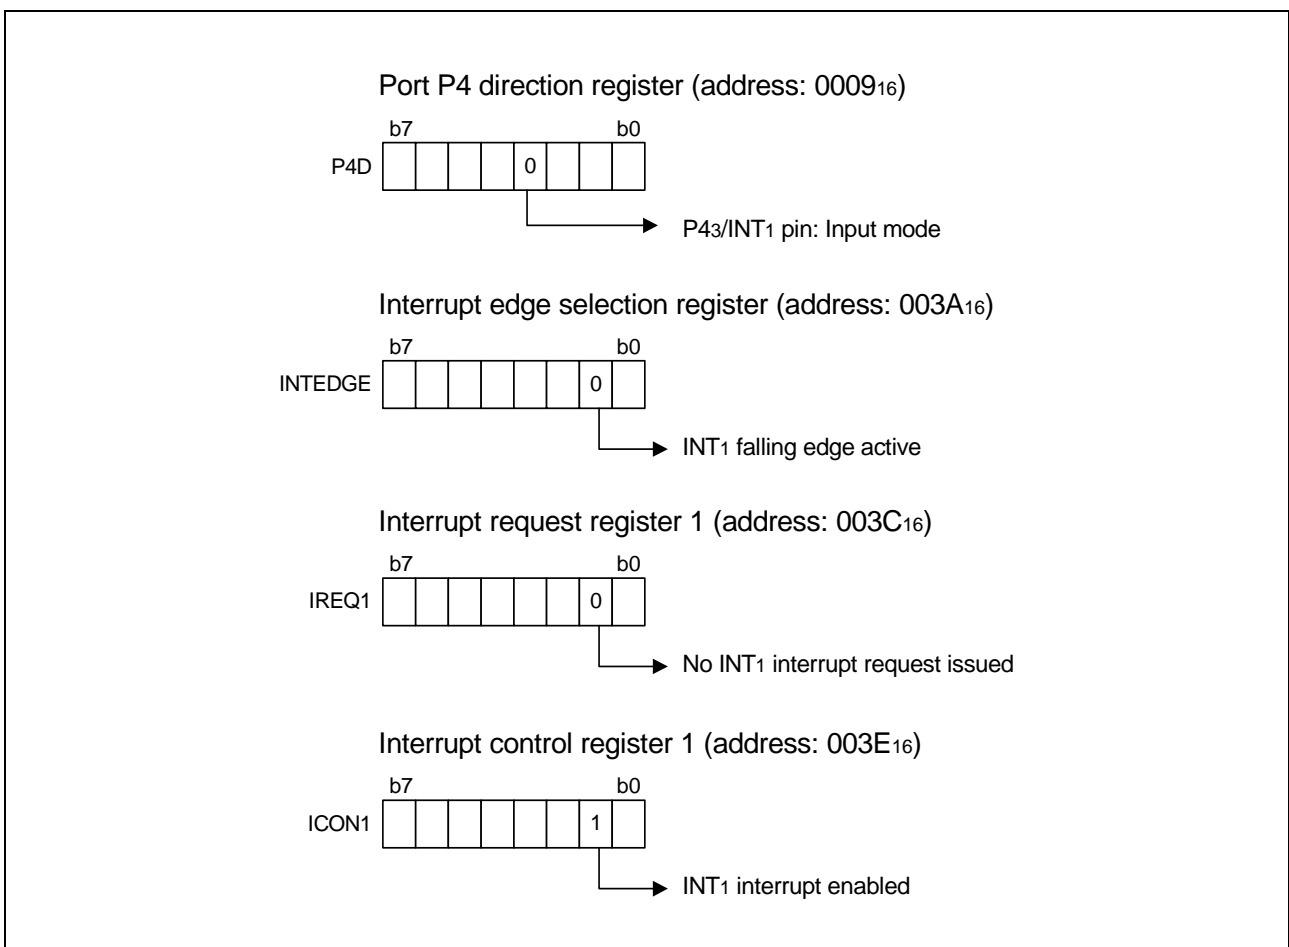 Port P4 direction register (address: 000916)
b7 b0
P4D 0
P43/INT1 pin: Input mode
Interrupt edge selection register (address: 003A16)
b7 b0
INTEDGE 0
INT1 falling edge active
Interrupt request register 1 (address: 003C16)
b7 b0
IREQ1 0
No INT1 interrupt request issued
Interrupt control register 1 (address: 003E16)
b7 b0
ICON1 1
INT1 interrupt enabled